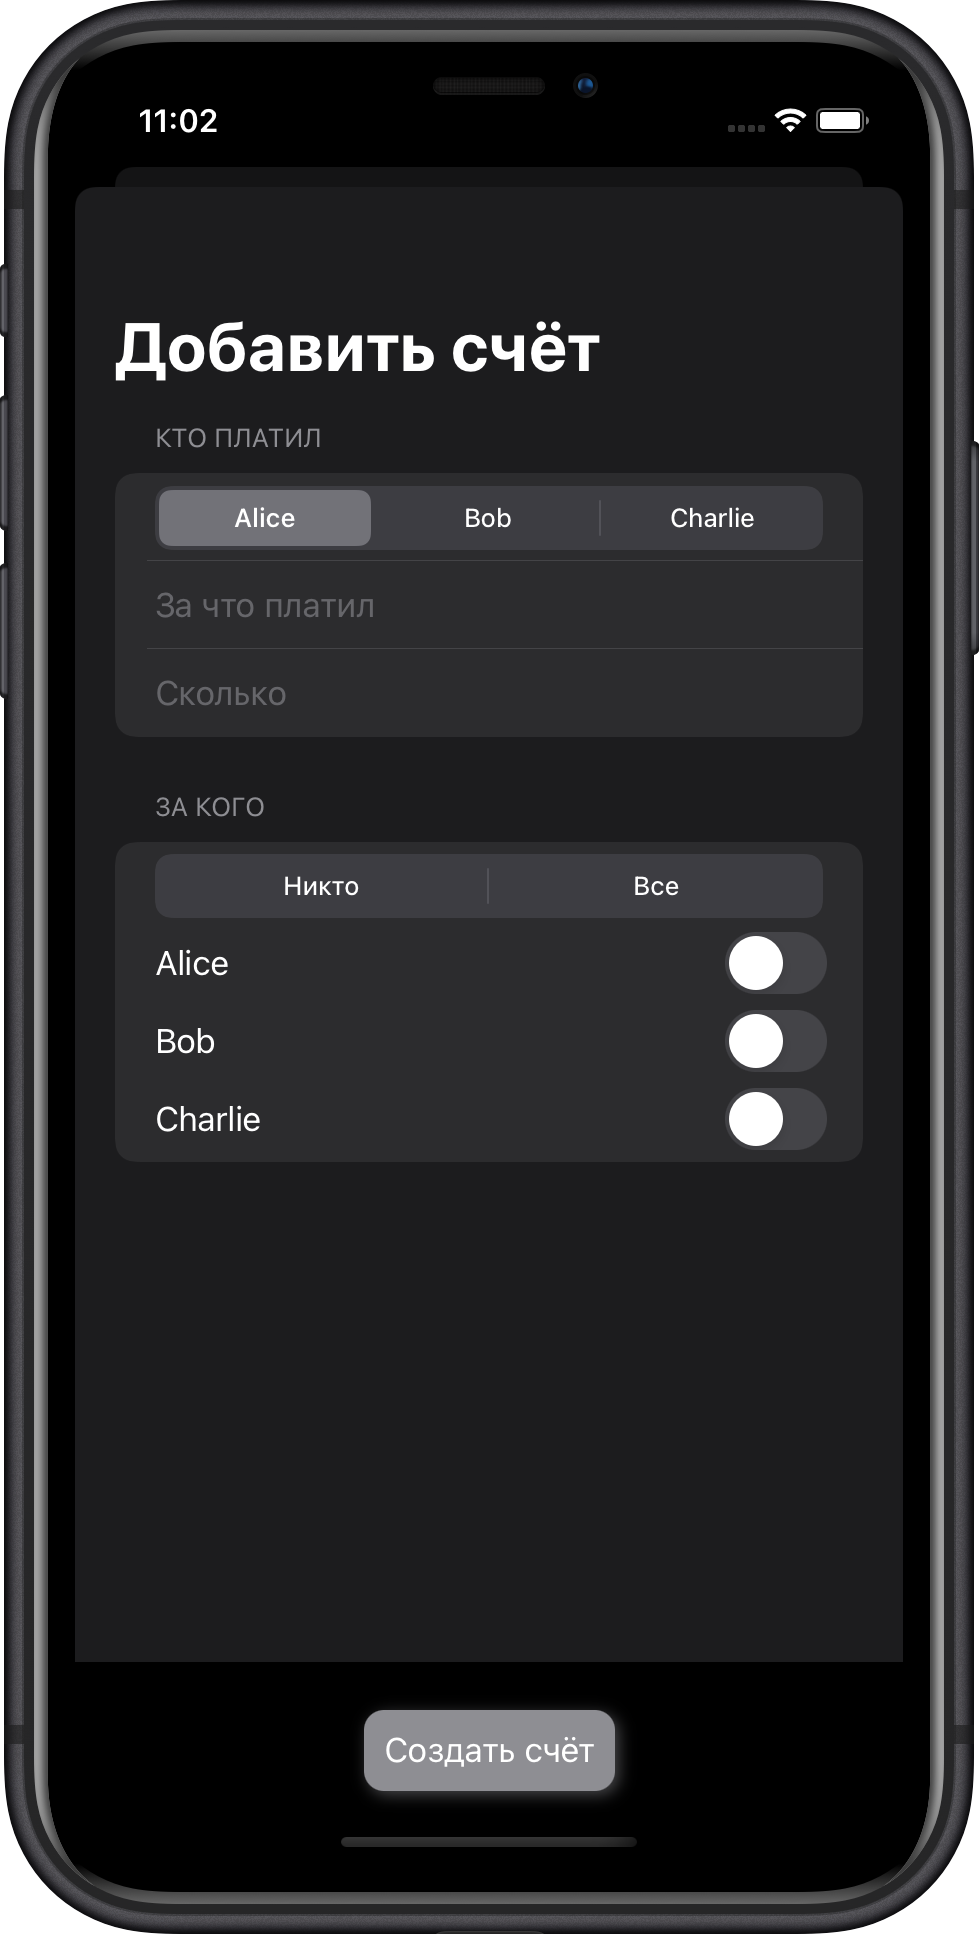 11:02
Добавить счёт
КТО ПЛАТИЛ
Alice Bob Charlie
За что платил
Сколько
ЗА КОГО
Никто Все
Alice
Bob
Charlie
Создать счёт